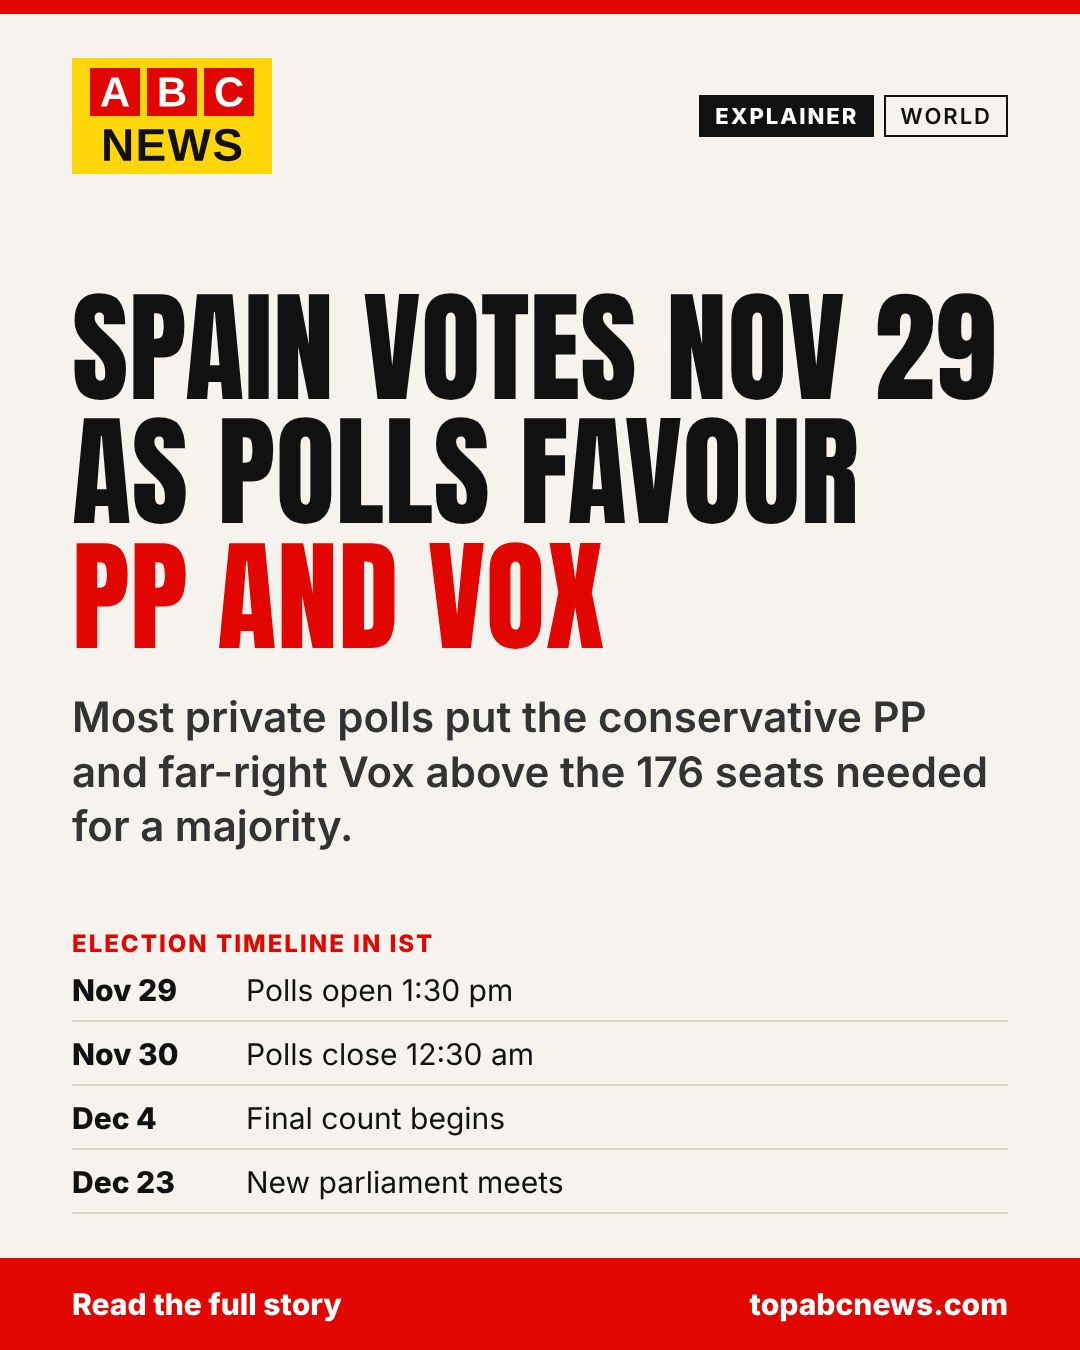 ABC
NEWS
EXPLAINER
WORLD
SPAIN VOTES NOV 29
AS POLLS FAVOUR
PP AND VOX
Most private polls put the conservative PP
and far-right Vox above the 176 seats needed
for a majority.
ELECTION TIMELINE IN IST
Nov 29 Polls open 1:30 pm
Nov 30 Polls close 12:30 am
Dec 4 Final count begins
Dec 23 New parliament meets
Read the full story
topabcnews.com